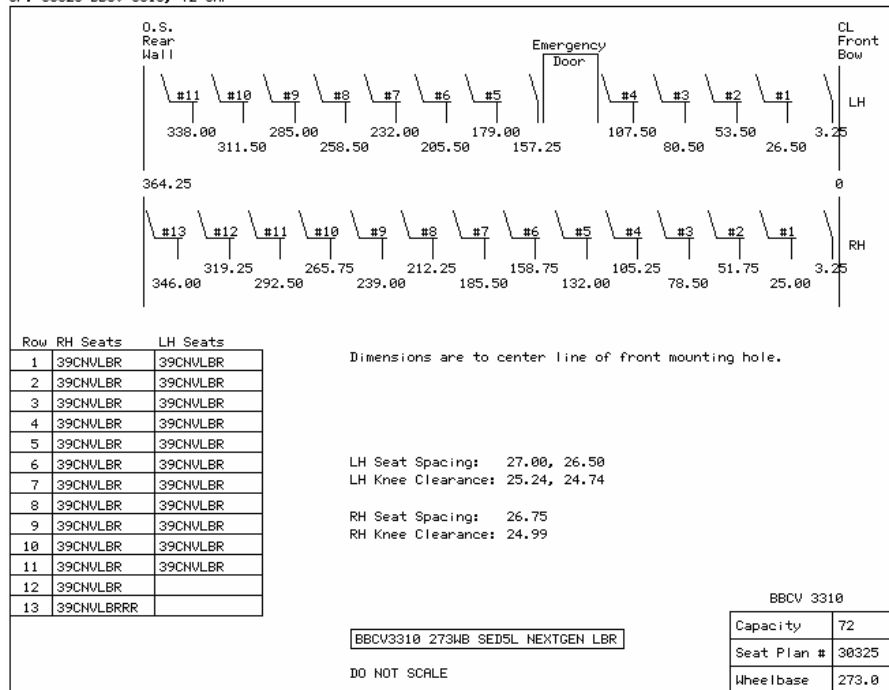 O.S.
Rear
Wall
Emergency
Door
CL
Front
Bow
#11 #10 #9 #8 #7 #6 #5 #4 #3 #2 #1 LH
338.00 285.00 232.00 179.00 107.50 53.50 3.25
311.50 258.50 205.50 157.25 80.50 26.50
364.25 0
#13 #12 #11 #10 #9 #8 #7 #6 #5 #4 #3 #2 #1 RH
319.25 265.75 212.25 158.75 105.25 51.75 3.25
346.00 292.50 239.00 185.50 132.00 78.50 25.00
Row RH Seats LH Seats
1 39CNVLBR 39CNVLBR
2 39CNVLBR 39CNVLBR
3 39CNVLBR 39CNVLBR
4 39CNVLBR 39CNVLBR
5 39CNVLBR 39CNVLBR
6 39CNVLBR 39CNVLBR
7 39CNVLBR 39CNVLBR
8 39CNVLBR 39CNVLBR
9 39CNVLBR 39CNVLBR
10 39CNVLBR 39CNVLBR
11 39CNVLBR 39CNVLBR
12 39CNVLBR
13 39CNVLBRRR
Dimensions are to center line of front mounting hole.
LH Seat Spacing: 27.00, 26.50
LH Knee Clearance: 25.24, 24.74
RH Seat Spacing: 26.75
RH Knee Clearance: 24.99
BBCV3310 273WB SED5L NEXTGEN LBR
DO NOT SCALE
BBCV 3310
Capacity 72
Seat Plan # 30325
Wheelbase 273.0